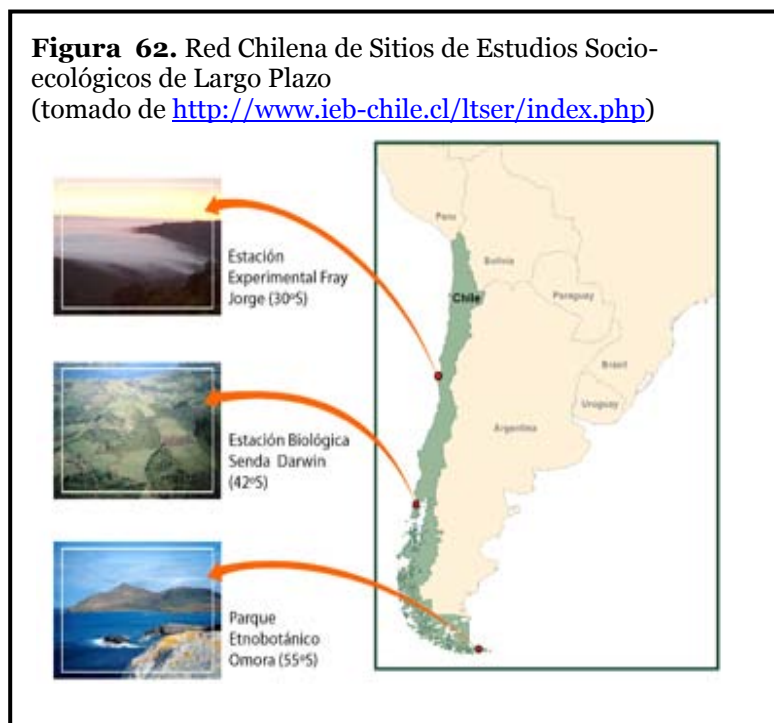 Figura 62. Red Chilena de Sitios de Estudios Socio-
ecológicos de Largo Plazo
(tomado de http://www.ieb-chile.cl/ltser/index.php)
Estación
Experimental Fray
Jorge (30ºS)
Estación Biológica
Senda Darwin
(42ºS)
Parque
Etnobotánico
Omora (55ºS)
Peru
Bolivia
Chile
Paraguay
Brasil
Uruguay
Argentina